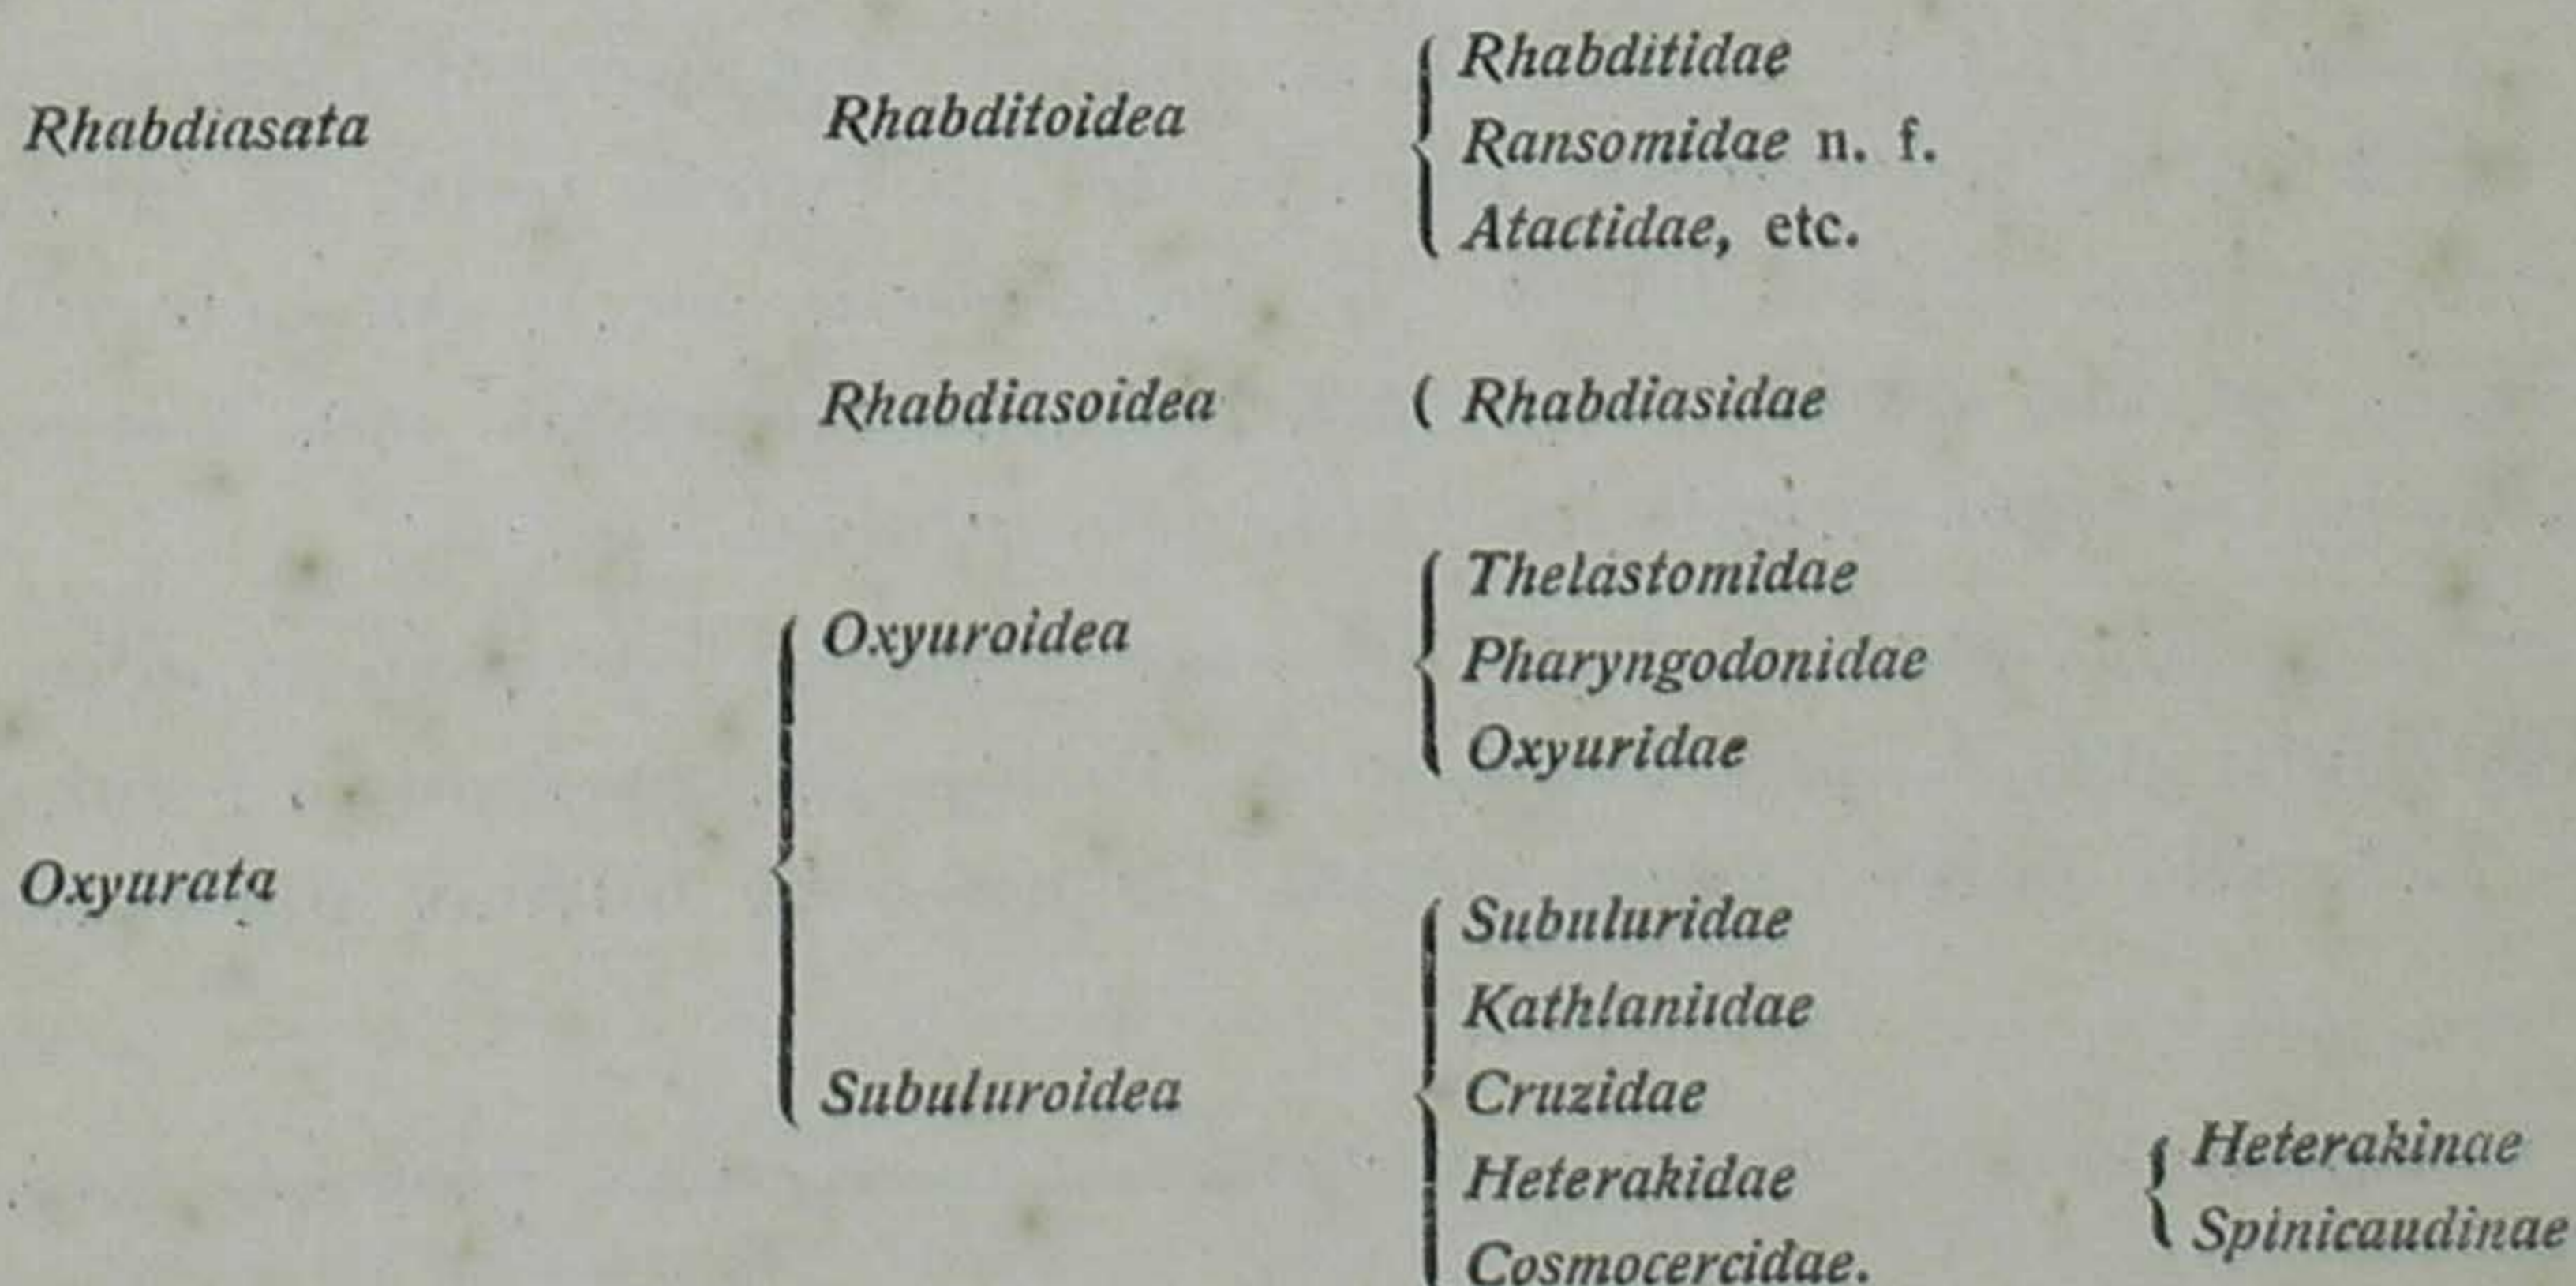 Rhabditidae
Rhabdiasata Rhabditoidea Ransomidae n. f.
Atactidae, etc.
Rhabdiasoidea ( Rhabdiasidae
Thelastomidae
Oxyuroidea Pharyngodonidae
Oxyuridae
Oxyurata
Subuluridae
Kathlaniidae
Subuluroidea Cruzidae
Heterakidae
Heterakinae
Spinicaudinae
Cosmocercidae.